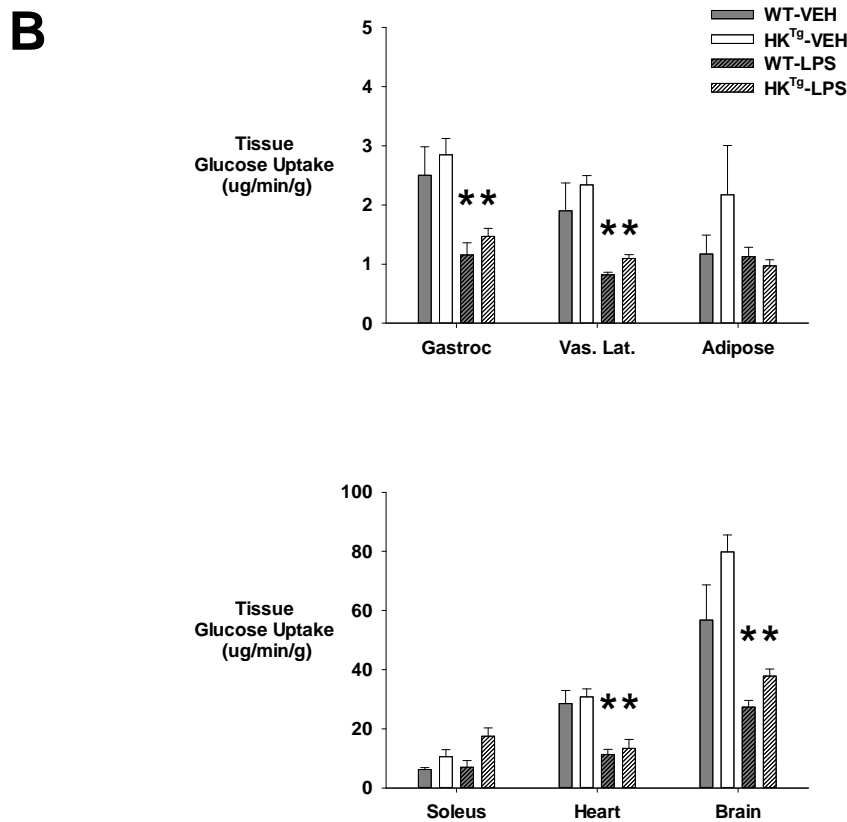 B
WT-VEH
HKTg-VEH
WT-LPS
HKTg-LPS
Tissue
Glucose Uptake
(ug/min/g)
5
4
3
2
1
0
* *
* *
Gastroc Vas. Lat. Adipose
Tissue
Glucose Uptake
(ug/min/g)
100
80
60
40
20
0
* *
* *
Soleus Heart Brain